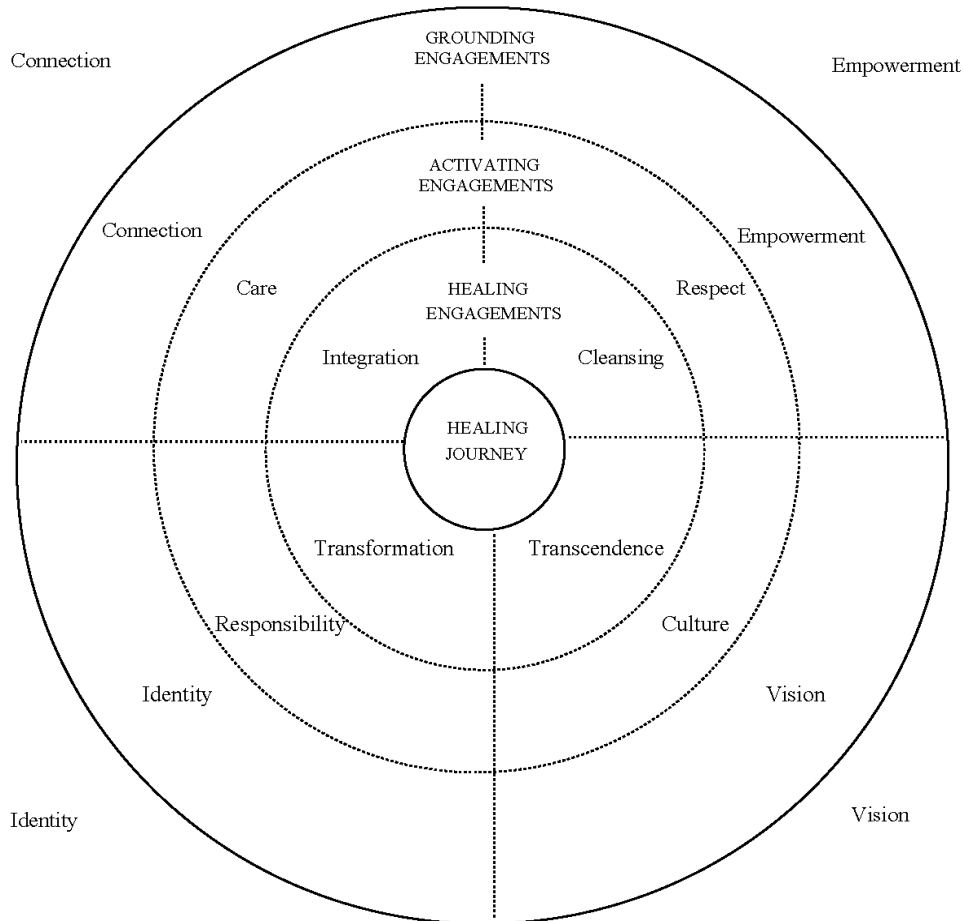 GROUNDING
ENGAGEMENTS
Connection
Empowerment
ACTIVATING
ENGAGEMENTS
Connection
Empowerment
Care
Respect
HEALING
ENGAGEMENTS
Integration
Cleansing
HEALING
JOURNEY
Transformation
Transcendence
Responsibility
Culture
Identity
Vision
Identity
Vision